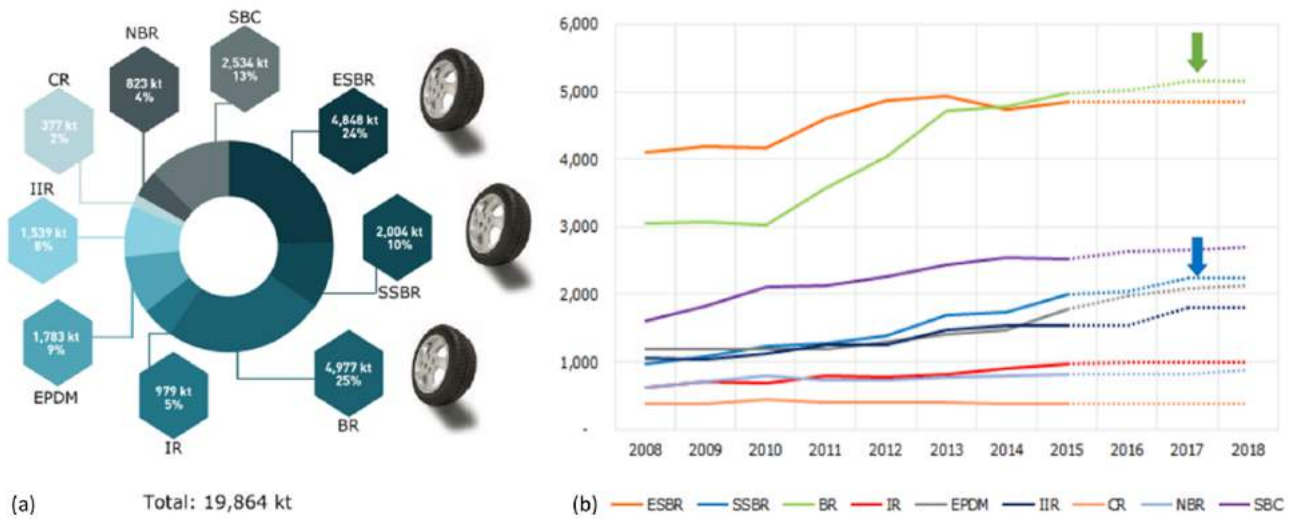 SBC
2,534 kt
13%
NBR
823 kt
4%
CR
377 kt
2%
ESBR
4,848 kt
24%
IIR
1,539 kt
8%
2,004 kt
10%
SSBR
1,783 kt
9%
EPDM
979 kt
5%
IR
4,977 kt
25%
BR
(a) Total: 19,864 kt
6,000
5,000
4,000
3,000
2,000
1,000
-
2008 2009 2010 2011 2012 2013 2014 2015 2016 2017 2018
(b) ESBR SSBR BR IR EPDM IIR CR NBR SBC